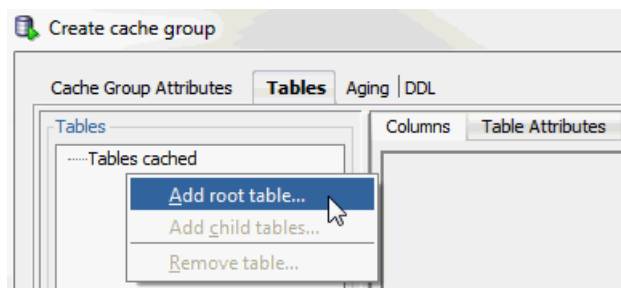 Create cache group
Cache Group Attributes Tables Aging DDL
Tables
Columns Table Attributes
Tables cached
Add root table...
Add child tables...
Remove table...